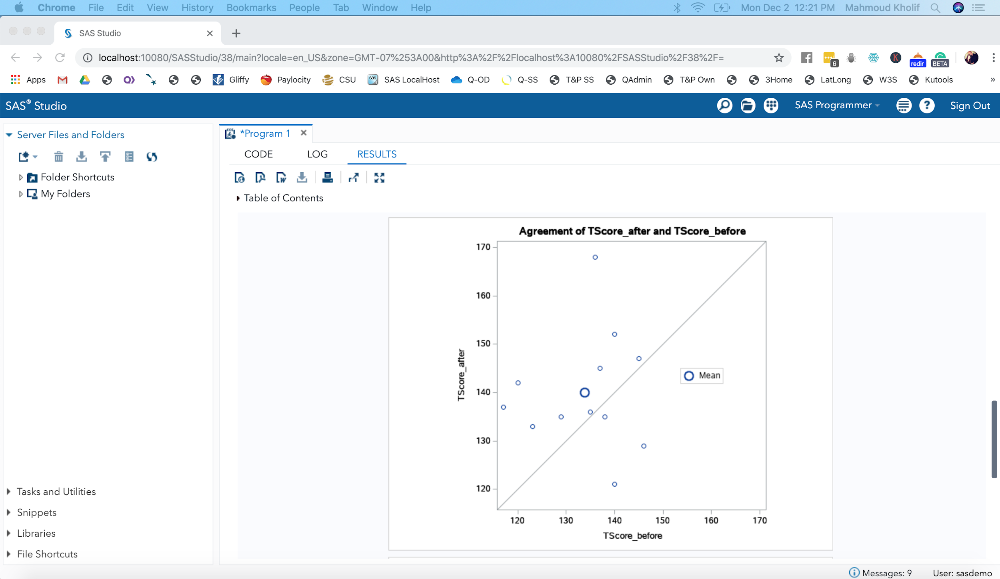 Chrome File Edit View History Bookmarks People Tab Window Help Mon Dec 2 12:21 PM Mahmoud Kholif
SAS Studio
localhost:10080/SASStudio/38/main?locale=en_US&zone=GMT-07%253A00&http%3A%2F%2Flocalhost%3A10080%2FSASStudio%2F38%2F=
6 K redir BETA
Apps Gliffy Paylocity CSU sas SAS LocalHost Q-OD Q-SS T&P SS QAdmin T&P Own 3Home LatLong W3S Kutools »
SAS® Studio SAS Programmer ? Sign Out
Server Files and Folders
Folder Shortcuts
My Folders
Tasks and Utilities
Snippets
Libraries
File Shortcuts
*Program 1
CODE LOG RESULTS
Table of Contents
Agreement of TScore_after and TScore_before
TScore_after
170
160
150
140
130
120
Mean
120 130 140 150 160 170
TScore_before
Messages: 9 User: sasdemo